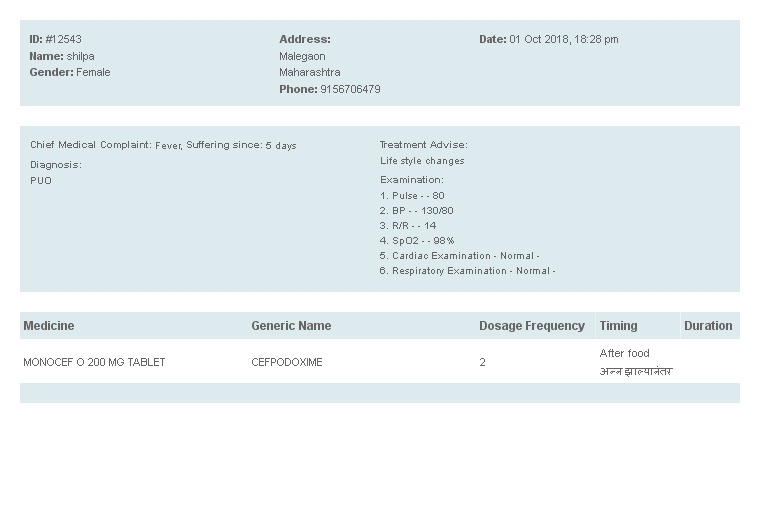 ID: #12543
Name: shilpa
Gender: Female
Address:
Malegaon
Maharashtra
Phone: 9156706479
Date: 01 Oct 2018, 18:28 pm
Chief Medical Complaint: Fever, Suffering since: 5 days
Diagnosis:
PUO
Treatment Advise:
Life style changes
Examination:
1. Pulse - - 80
2. BP - - 130/80
3. R/R - - 14
4. SpO2 - - 98%
5. Cardiac Examination - Normal -
6. Respiratory Examination - Normal -
Medicine Generic Name Dosage Frequency Timing Duration
MONOCEF O 200 MG TABLET CEFPODOXIME 2 After food
अन्न झाल्यानंतर